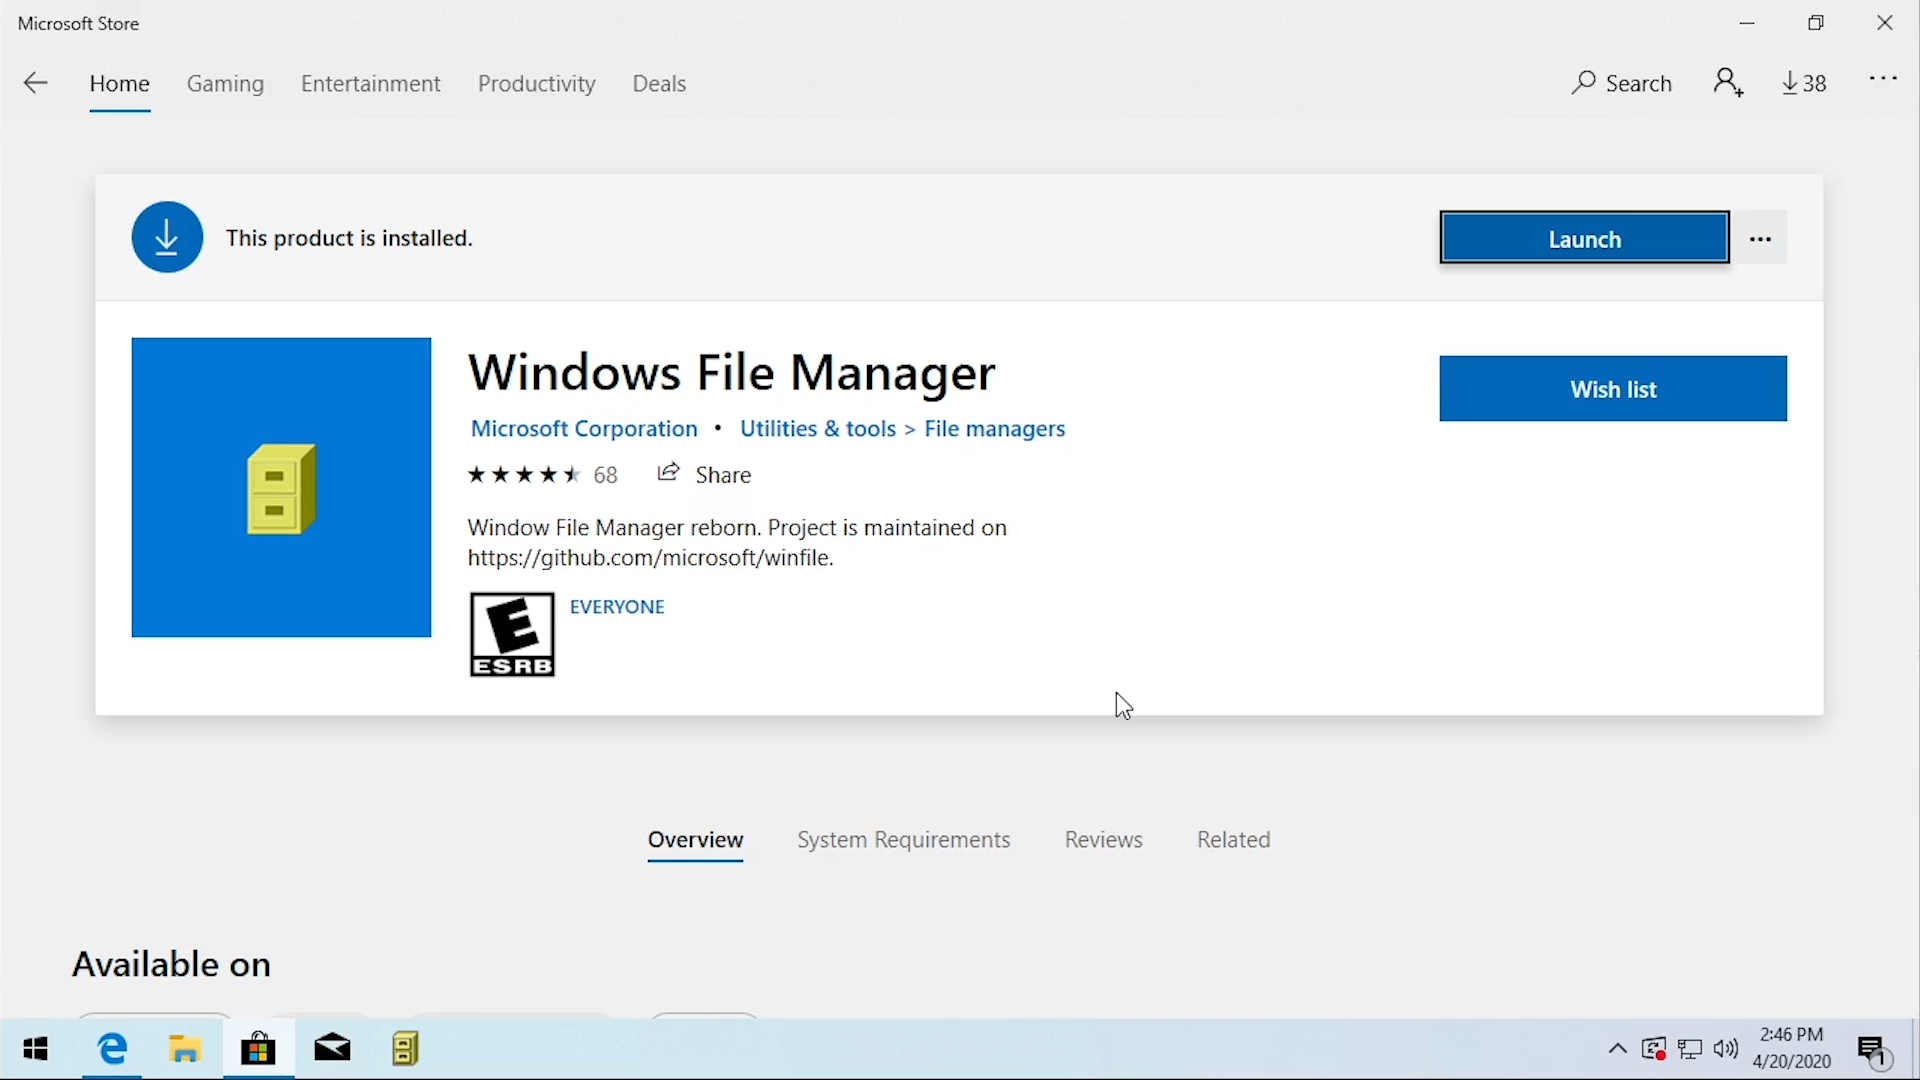 Microsoft Store
Home Gaming Entertainment Productivity Deals Search 38
This product is installed. Launch
Windows File Manager
Wish list
Microsoft Corporation • Utilities & tools > File managers
68 Share
Window File Manager reborn. Project is maintained on
https://github.com/microsoft/winfile.
E
ESRB
EVERYONE
Overview System Requirements Reviews Related
Available on
2:46 PM
4/20/2020
1